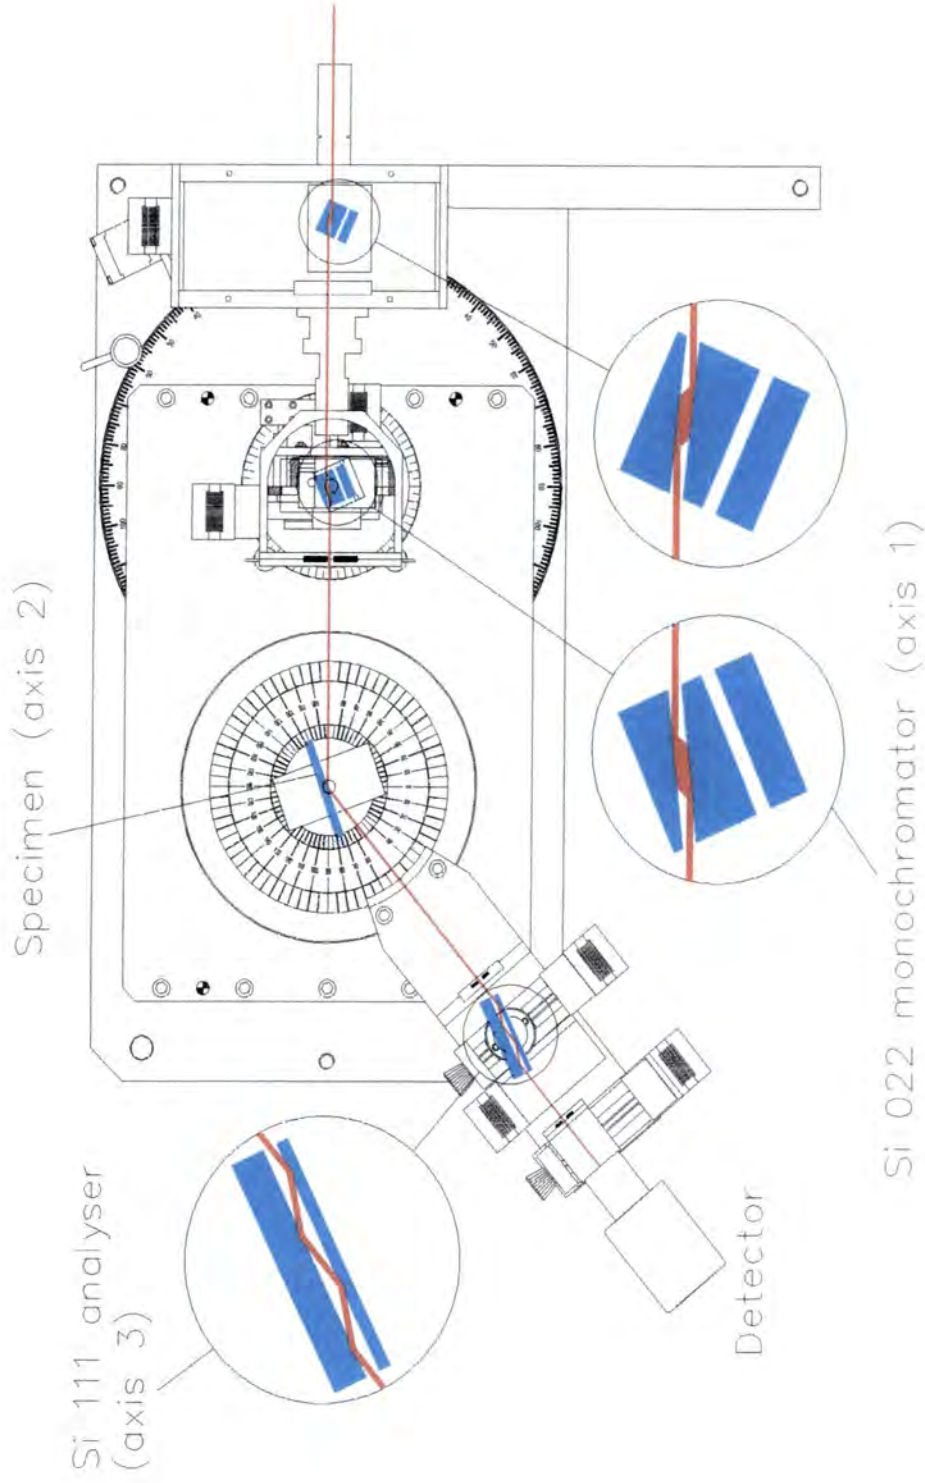 Specimen (axis 2)
Si 111 analyser
(axis 3)
Detector
Si 022 monochromator (axis 1)